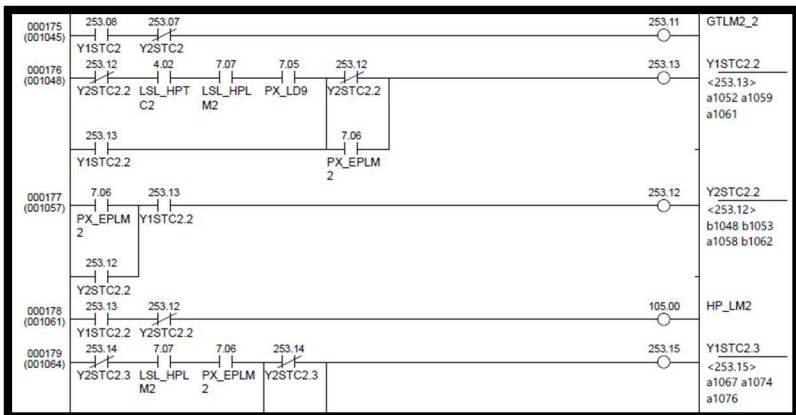 000175 253.08 253.07 253.11 GTLM2_2
(001045)
Y1STC2 Y2STC2
000176 253.12 4.02 7.07 7.05 253.12 253.13 Y1STC2.2
(001048)
Y2STC2.2 LSL_HPT LSL_HPL PX_LD9 Y2STC2.2 <253.13>
C2 M2 a1052 a1059
a1061
253.13 7.06
Y1STC2.2 PX_EPLM
2
000177 7.06 253.13 253.12 Y2STC2.2
(001057)
PX_EPLM Y1STC2.2 <253.12>
2 b1048 b1053
a1058 b1062
253.12
Y2STC2.2
000178 253.13 253.12 105.00 HP_LM2
(001061)
Y1STC2.2 Y2STC2.2
000179 253.14 7.07 7.06 253.14 253.15 Y1STC2.3
(001064)
Y2STC2.3 LSL_HPL PX_EPLM Y2STC2.3 <253.15>
M2 2 a1067 a1074
a1076